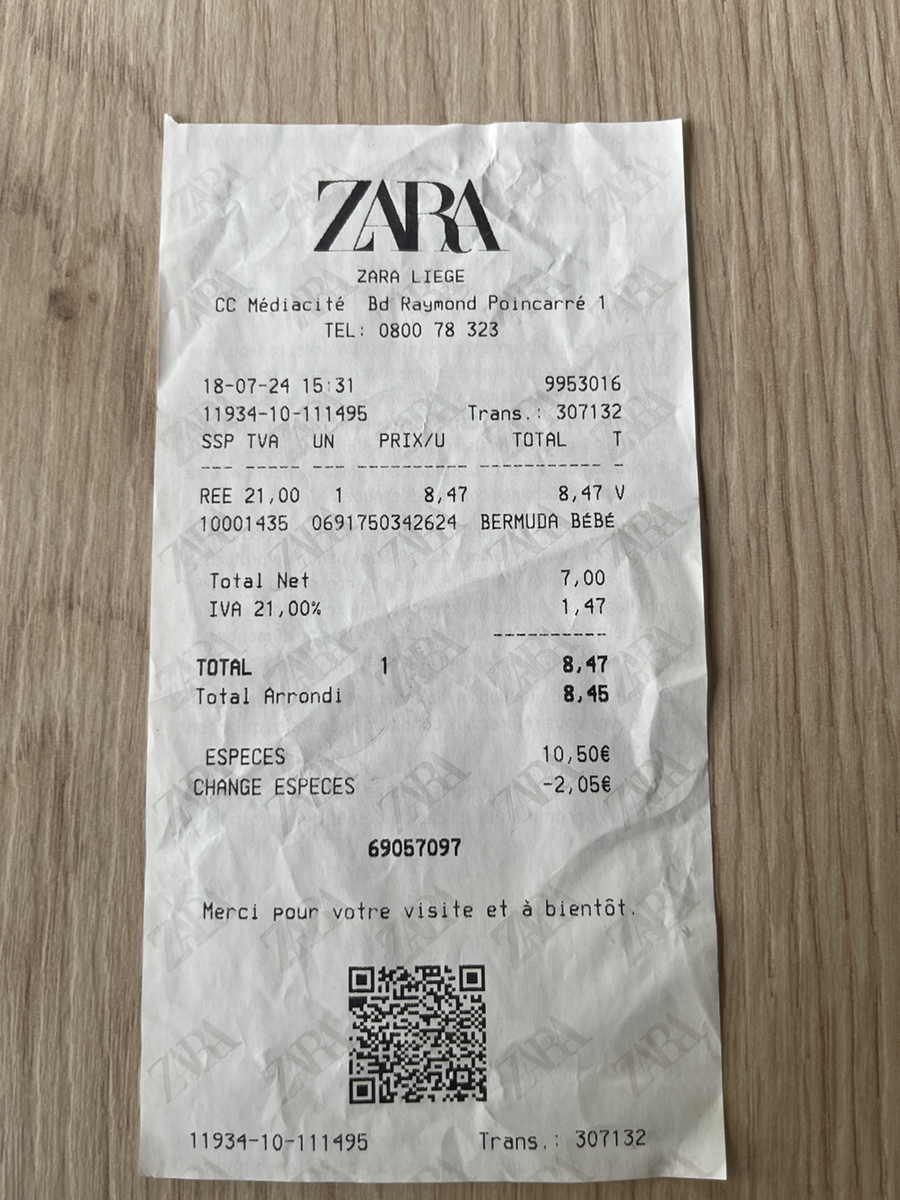 ZARA
ZARA LIEGE
CC Médiacité Bd Raymond Poincarré 1
TEL: 0800 78 323
18-07-24 15:31 9953016
11934-10-111495 Trans.: 307132
SSP TVA UN PRIX/U TOTAL T
--- ----- --- ---------- ----------- -
REE 21,00 1 8,47 8,47 V
10001435 0691750342624 BERMUDA BÉBÉ
Total Net 7,00
IVA 21,00% 1,47
----------
TOTAL 1 8,47
Total Arrondi 8,45
ESPECES 10,50€
CHANGE ESPECES -2,05€
69057097
Merci pour votre visite et à bientôt.
11934-10-111495 Trans.: 307132